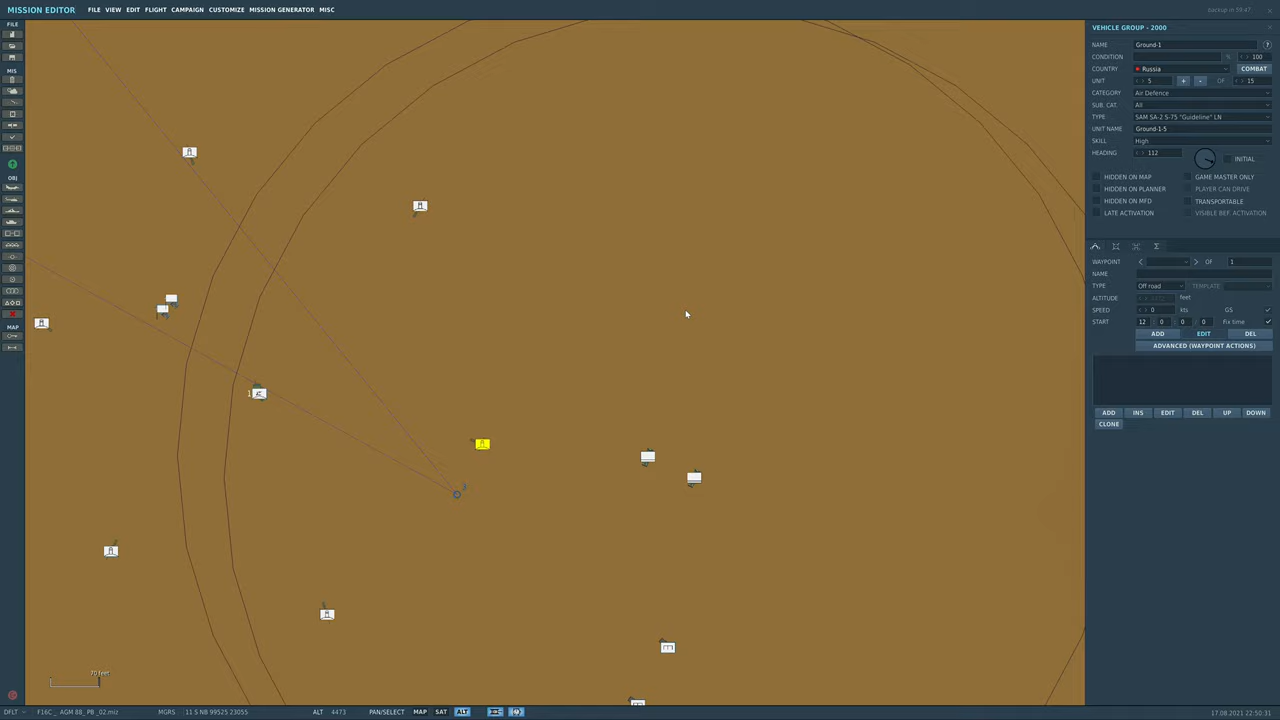 MISSION EDITOR FILE VIEW EDIT FLIGHT CAMPAIGN CUSTOMIZE MISSION GENERATOR MISC backup in 59:47
FILE
MIS
OBJ
MAP
VEHICLE GROUP - 2000
NAME Ground-1 ?
CONDITION % < > 100
COUNTRY Russia COMBAT
UNIT < > 5 + - OF < > 15
CATEGORY Air Defence
SUB. CAT. All
TYPE SAM SA-2 S-75 "Guideline" LN
UNIT NAME Ground-1-5
SKILL High
HEADING < > 112 INITIAL
HIDDEN ON MAP GAME MASTER ONLY
HIDDEN ON PLANNER PLAYER CAN DRIVE
HIDDEN ON MFD TRANSPORTABLE
LATE ACTIVATION VISIBLE BEF. ACTIVATION
WAYPOINT < > OF 1
NAME
TYPE Off road TEMPLATE
ALTITUDE feet
SPEED < > 0 kts GS
START 12 : 0 : 0 / 0 Fix time
ADD EDIT DEL
ADVANCED (WAYPOINT ACTIONS)
ADD INS EDIT DEL UP DOWN
CLONE
1
70 feet
DFLT F16C_ AGM 88_ PB _02.miz MGRS 11 S NB 99525 23055 ALT 4473 PAN/SELECT MAP SAT ALT 17.08.2021 22:50:31